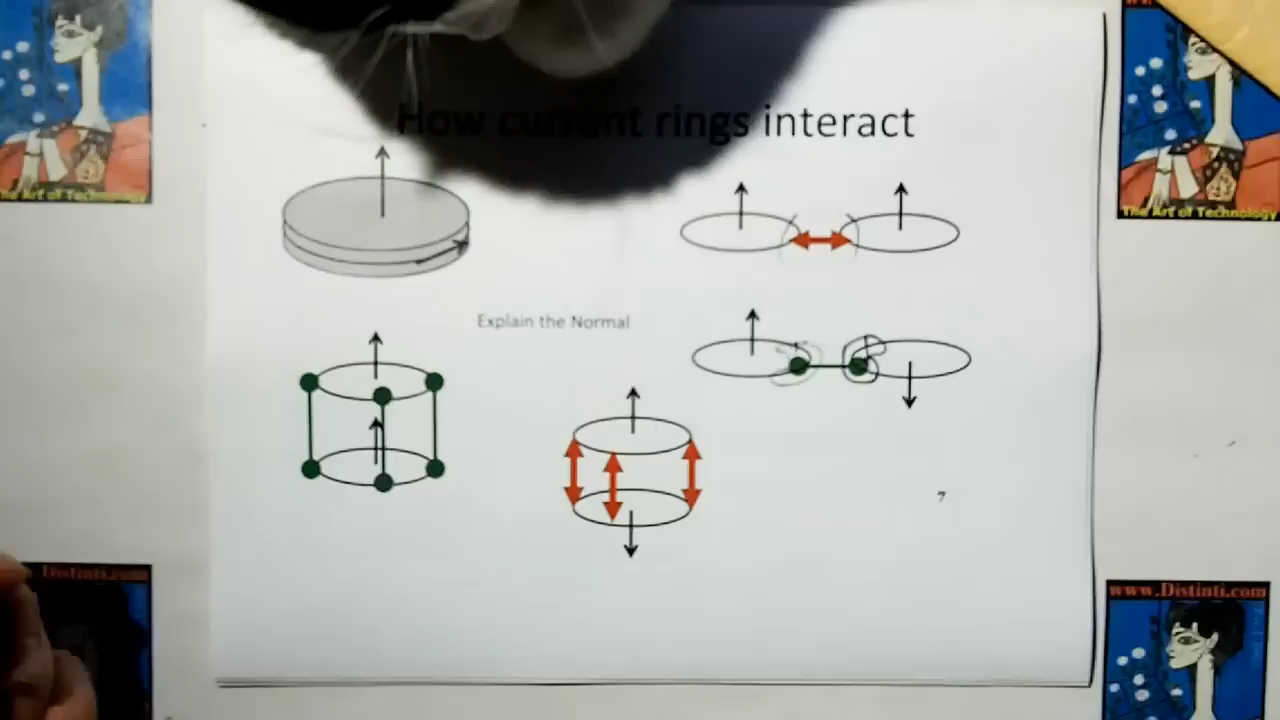 How current rings interact
Explain the Normal
7
The Art of Technology
The Art of Technology
www.Distinti.com
Distinti.com